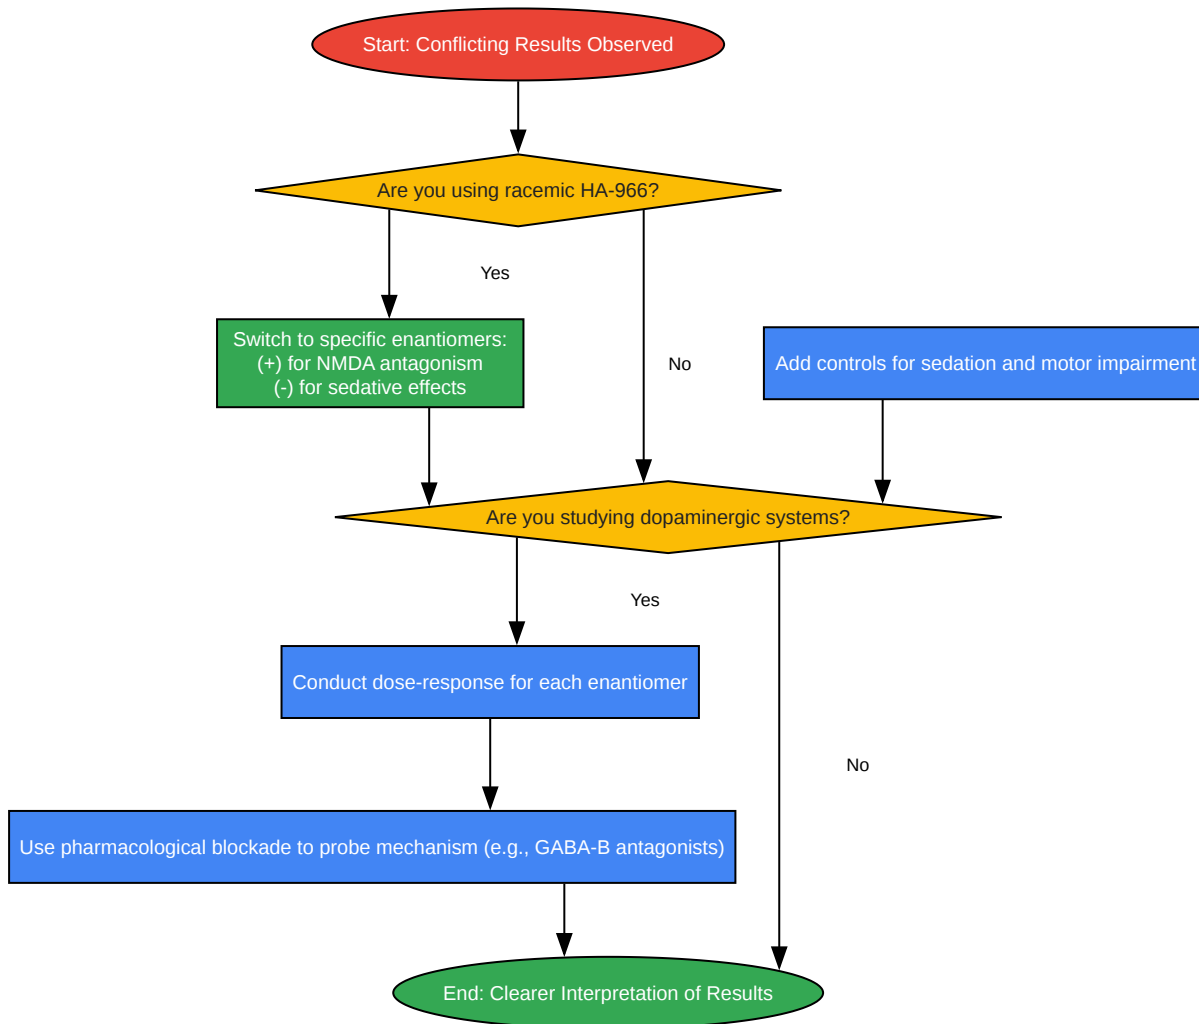 Start: Conflicting Results Observed
Are you using racemic HA-966?
Yes
Switch to specific enantiomers:
(+) for NMDA antagonism
(-) for sedative effects
No
Add controls for sedation and motor impairment
Are you studying dopaminergic systems?
Yes
Conduct dose-response for each enantiomer
No
Use pharmacological blockade to probe mechanism (e.g., GABA-B antagonists)
End: Clearer Interpretation of Results